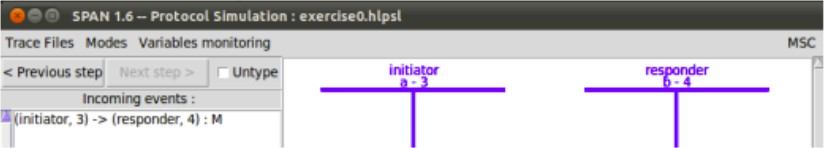 SPAN 1.6 -- Protocol Simulation : exercise0.hlpsl
Trace Files Modes Variables monitoring MSC
< Previous step Next step > Untype
Incoming events :
(initiator, 3) -> (responder, 4) : M
initiator
a - 3
responder
b - 4